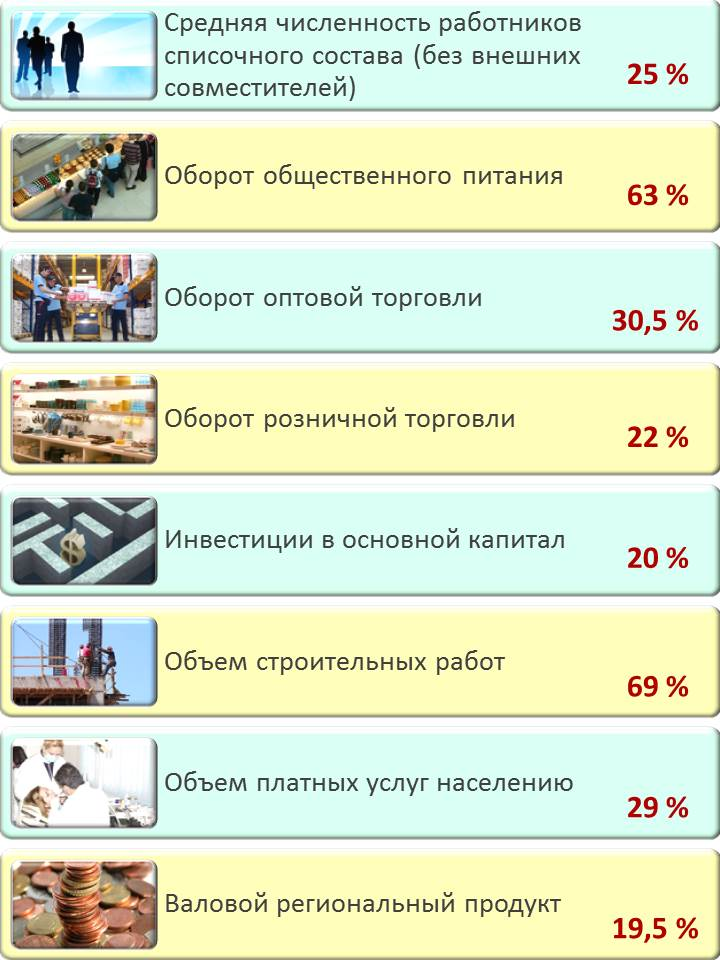 Средняя численность работников
списочного состава (без внешних
совместителей)
25 %
Оборот общественного питания
63 %
Оборот оптовой торговли
30,5 %
Оборот розничной торговли
22 %
Инвестиции в основной капитал
20 %
Объем строительных работ
69 %
Объем платных услуг населению
29 %
Валовой региональный продукт
19,5 %